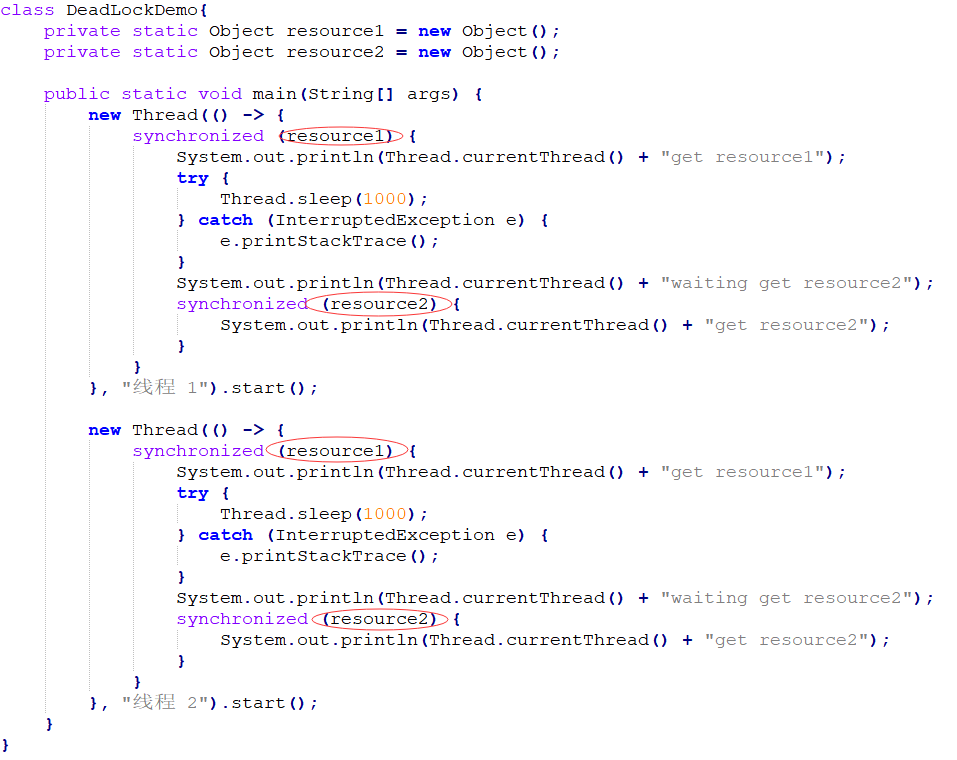 class DeadLockDemo{
    private static Object resource1 = new Object();
    private static Object resource2 = new Object();

    public static void main(String[] args) {
        new Thread(() -> {
            synchronized (resource1) {
                System.out.println(Thread.currentThread() + "get resource1");
                try {
                    Thread.sleep(1000);
                } catch (InterruptedException e) {
                    e.printStackTrace();
                }
                System.out.println(Thread.currentThread() + "waiting get resource2");
                synchronized (resource2) {
                    System.out.println(Thread.currentThread() + "get resource2");
                }
            }
        }, "线程 1").start();

        new Thread(() -> {
            synchronized (resource1) {
                System.out.println(Thread.currentThread() + "get resource1");
                try {
                    Thread.sleep(1000);
                } catch (InterruptedException e) {
                    e.printStackTrace();
                }
                System.out.println(Thread.currentThread() + "waiting get resource2");
                synchronized (resource2) {
                    System.out.println(Thread.currentThread() + "get resource2");
                }
            }
        }, "线程 2").start();
    }
}